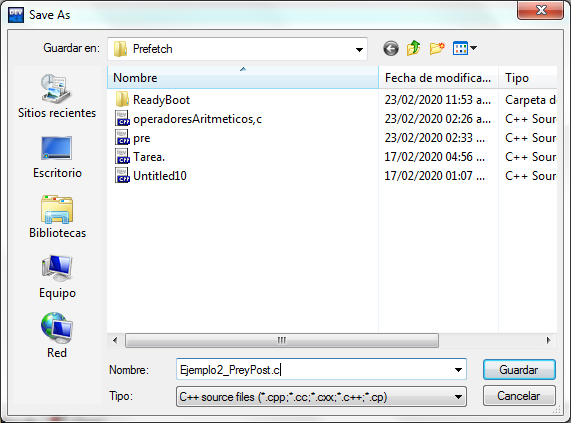 DEV
Save As
Guardar en: Prefetch
Nombre Fecha de modifica... Tipo
ReadyBoot 23/02/2020 11:53 a... Carpeta de
operadoresAritmeticos,c 23/02/2020 02:26 a... C++ Sour
pre 23/02/2020 02:33 ... C++ Sour
Tarea. 17/02/2020 04:56 ... C++ Sour
Untitled10 17/02/2020 01:07 ... C++ Sour
Sitios recientes
Escritorio
Bibliotecas
Equipo
Red
Nombre: Ejemplo2_PreyPost.c Guardar
Tipo: C++ source files (*.cpp;*.cc;*.cxx;*.c++;*.cp) Cancelar